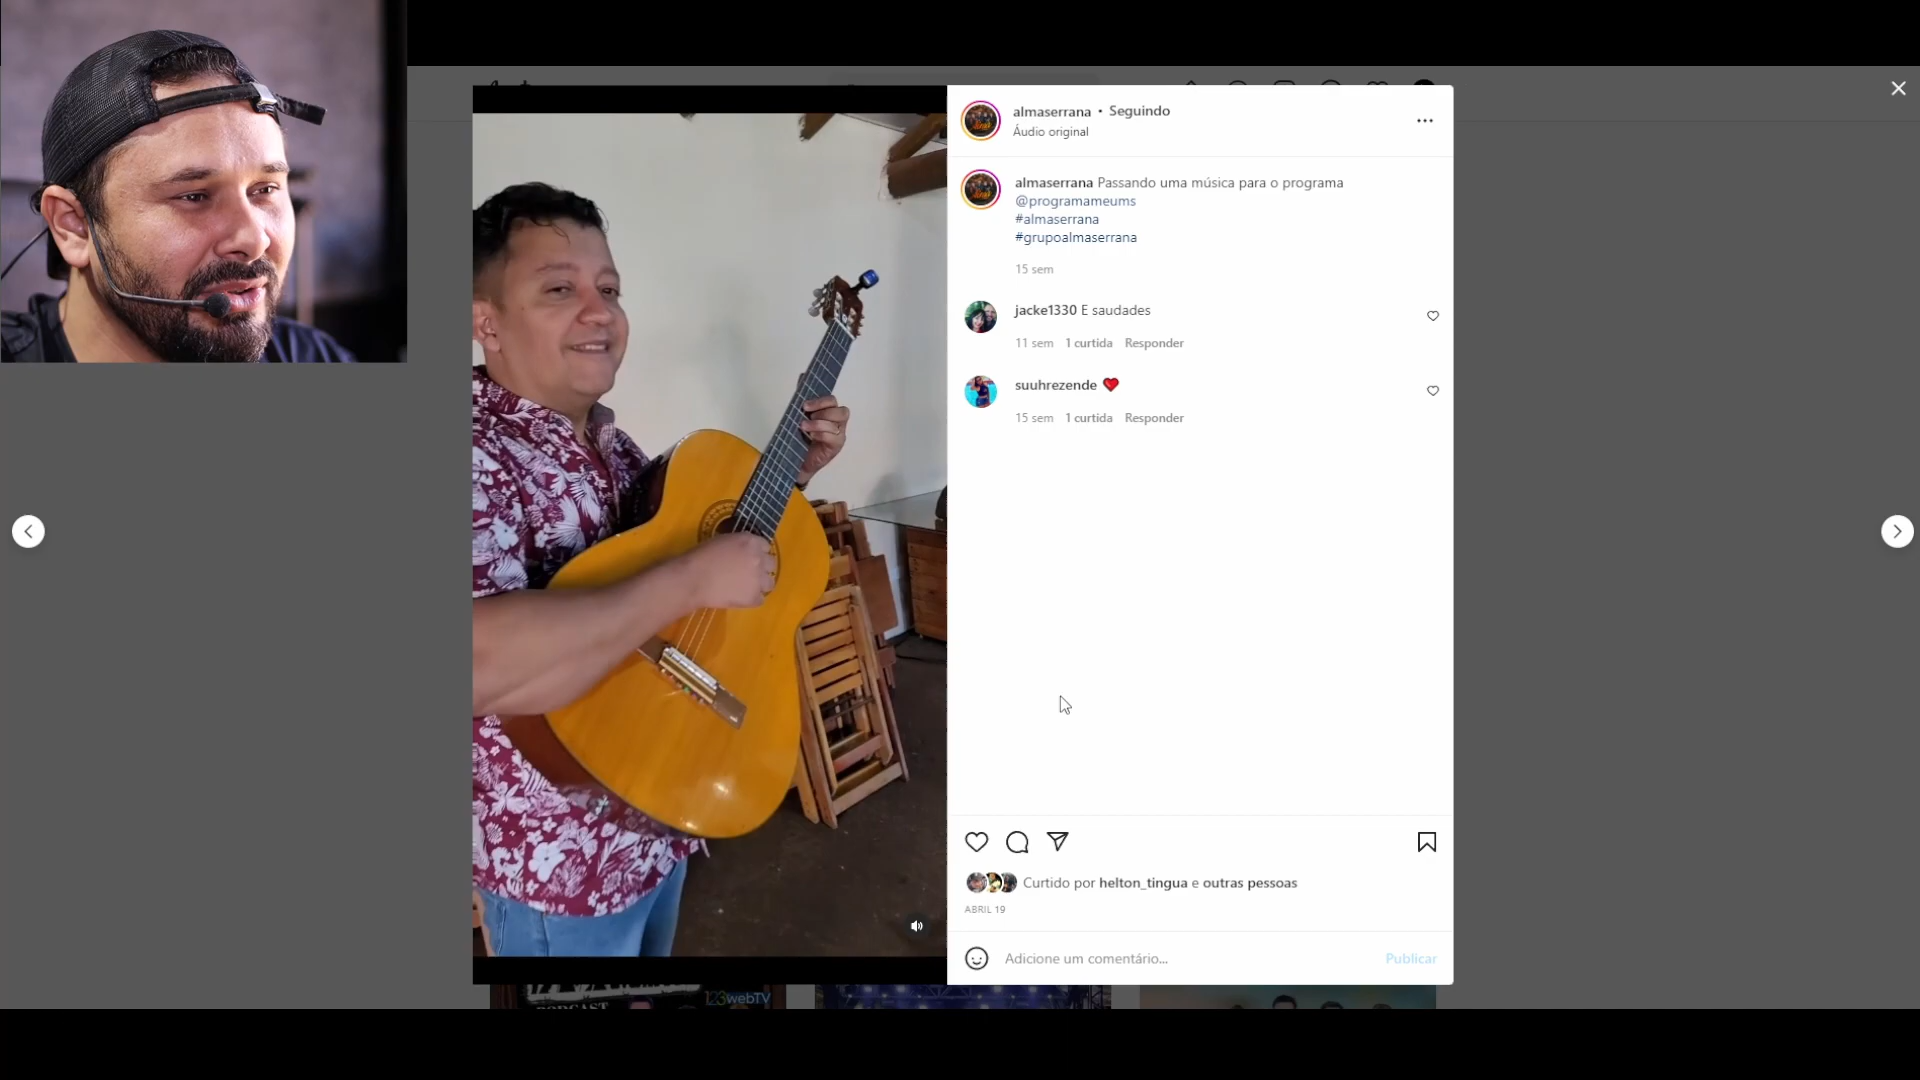 almaserrana • Seguindo
Áudio original
almaserrana Passando uma música para o programa
@programameums
#almaserrana
#grupoalmaserrana
15 sem
jacke1330 E saudades
11 sem 1 curtida Responder
suuhrezende ❤
15 sem 1 curtida Responder
Curtido por helton_tingua e outras pessoas
ABRIL 19
Adicione um comentário... Publicar
123webTV
PODCAST